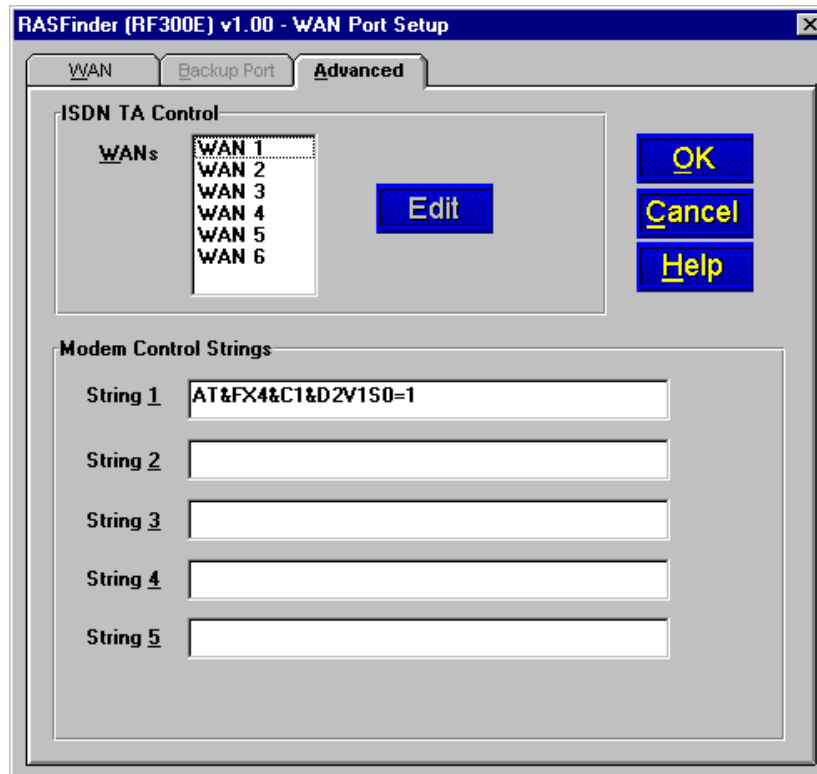 RASFinder (RF300E) v1.00 - WAN Port Setup
WAN Backup Port Advanced
ISDN TA Control
WANs
WAN 1
WAN 2
WAN 3
WAN 4
WAN 5
WAN 6
Edit
OK
Cancel
Help
Modem Control Strings
String 1 AT&FX4&C1&D2V1S0=1
String 2
String 3
String 4
String 5